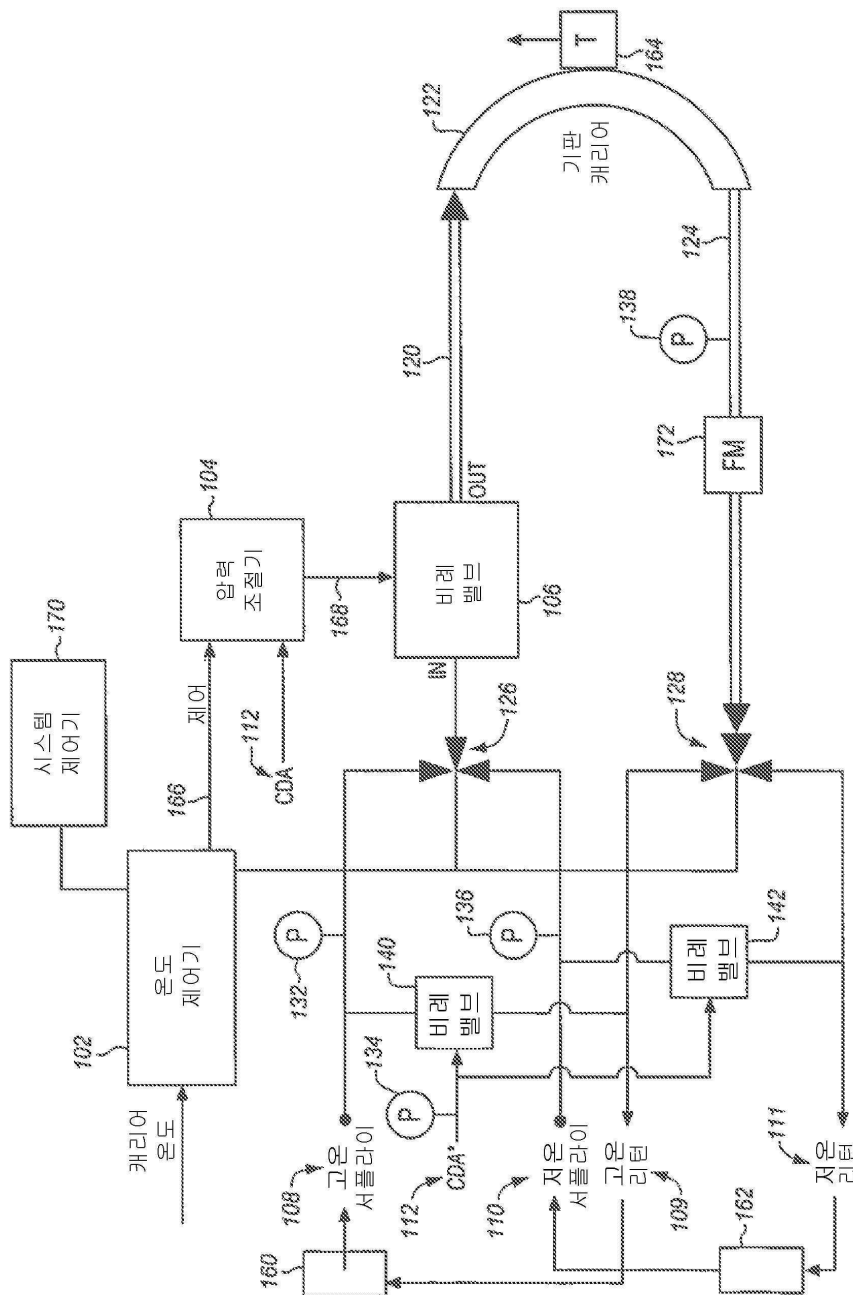 170
시스템
제어기
102
온도
제어기
캐리어
온도
166
제어
104
압력
조절기
112
CDA
168
비례
밸브
106
IN
OUT
120
122
기판
캐리어
T
164
124
138
P
172
FM
126
128
132
P
134
P
136
P
140
비례
밸브
142
비례
밸브
108
고온
서플라이
112
CDA*
110
저온
서플라이
고온
리턴
109
111
저온
리턴
160
162